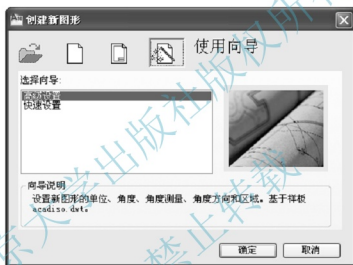 创建新图形
使用向导
选择向导:
高级设置
快速设置
向导说明
设置新图形的单位、角度、角度测量、角度方向和区域。基于样板
acadiso.dwt。
确定 取消